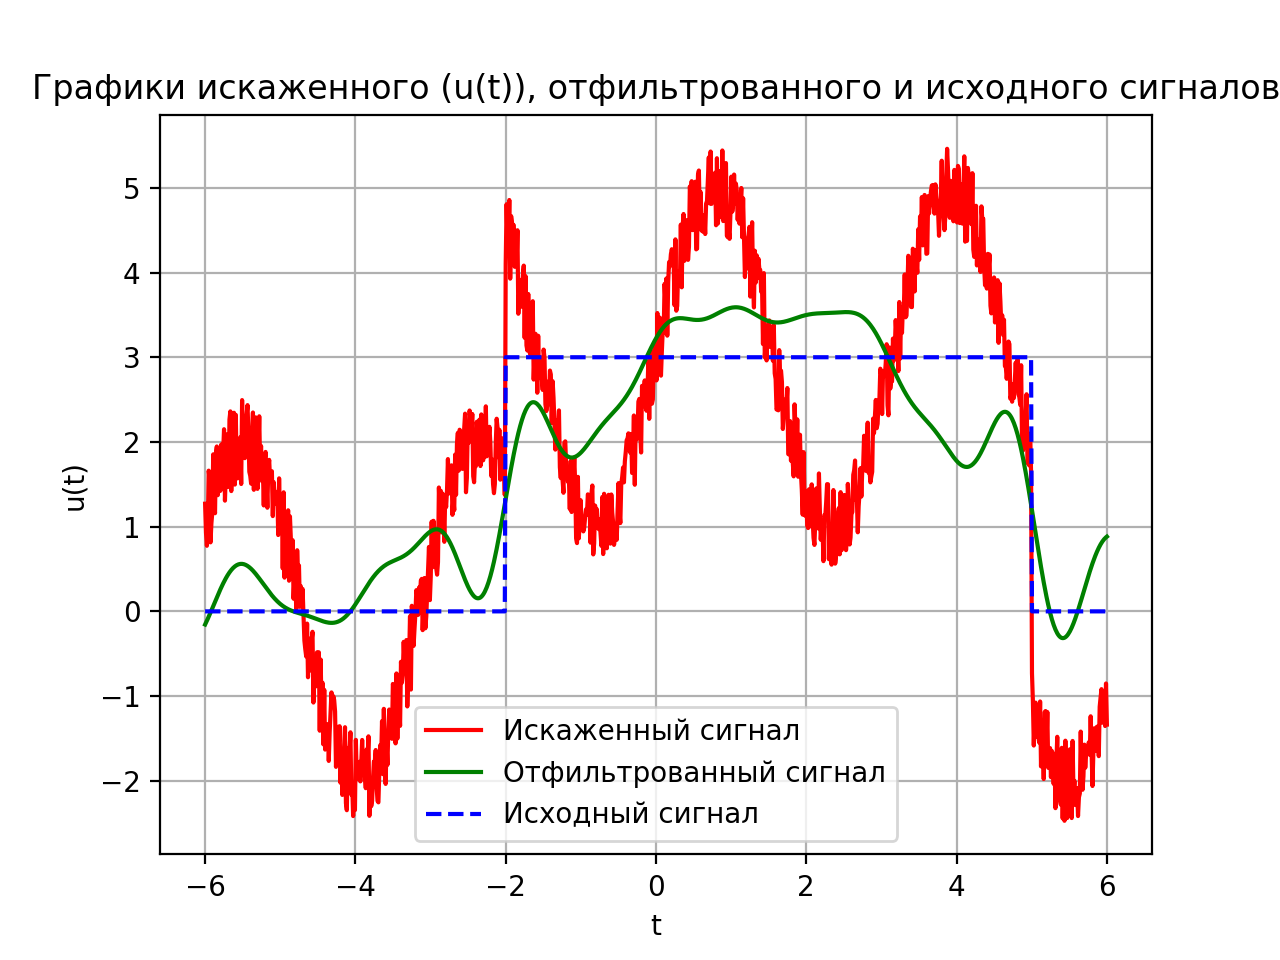 Графики искаженного (u(t)), отфильтрованного и исходного сигналов
5
4
3
2
1
0
−1
−2
u(t)
Искаженный сигнал
Отфильтрованный сигнал
Исходный сигнал
−6
−4
−2
0
2
4
6
t